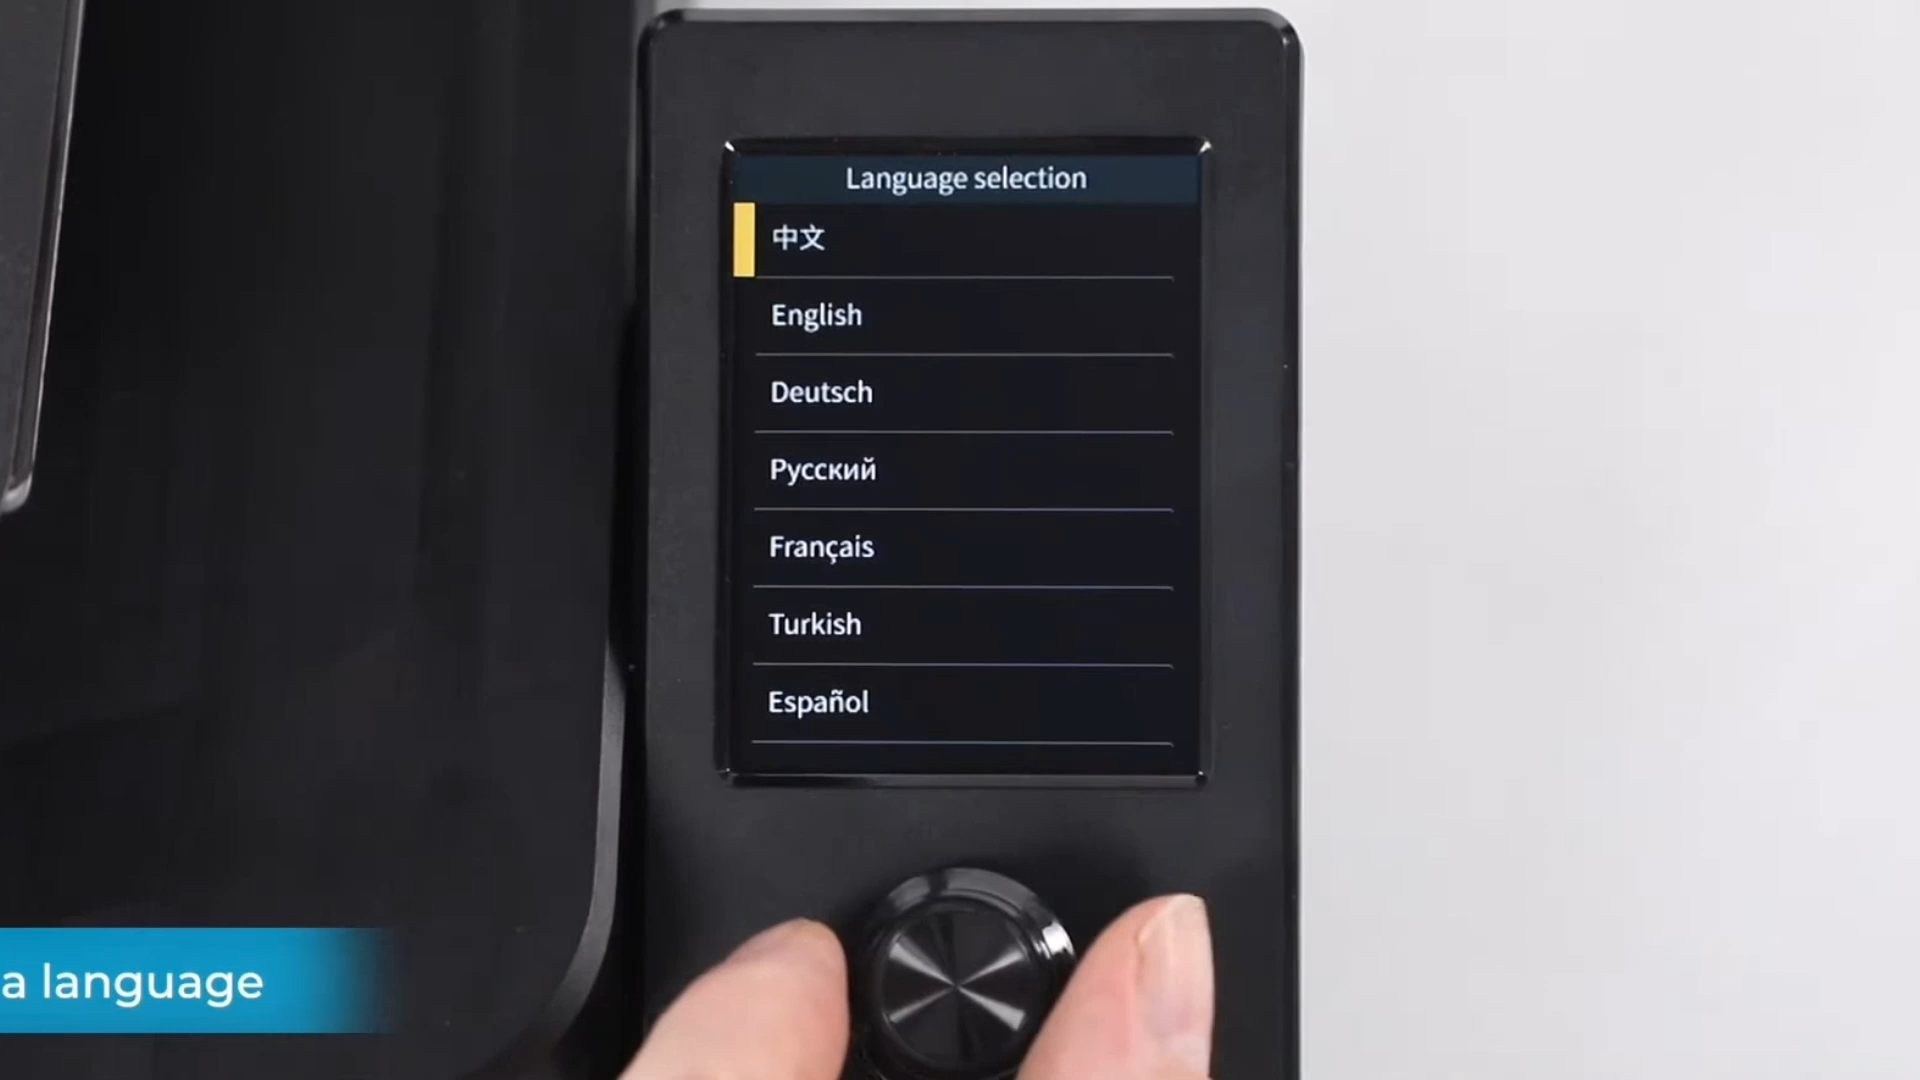 Language selection
中文
English
Deutsch
Русский
Français
Turkish
Español
a language